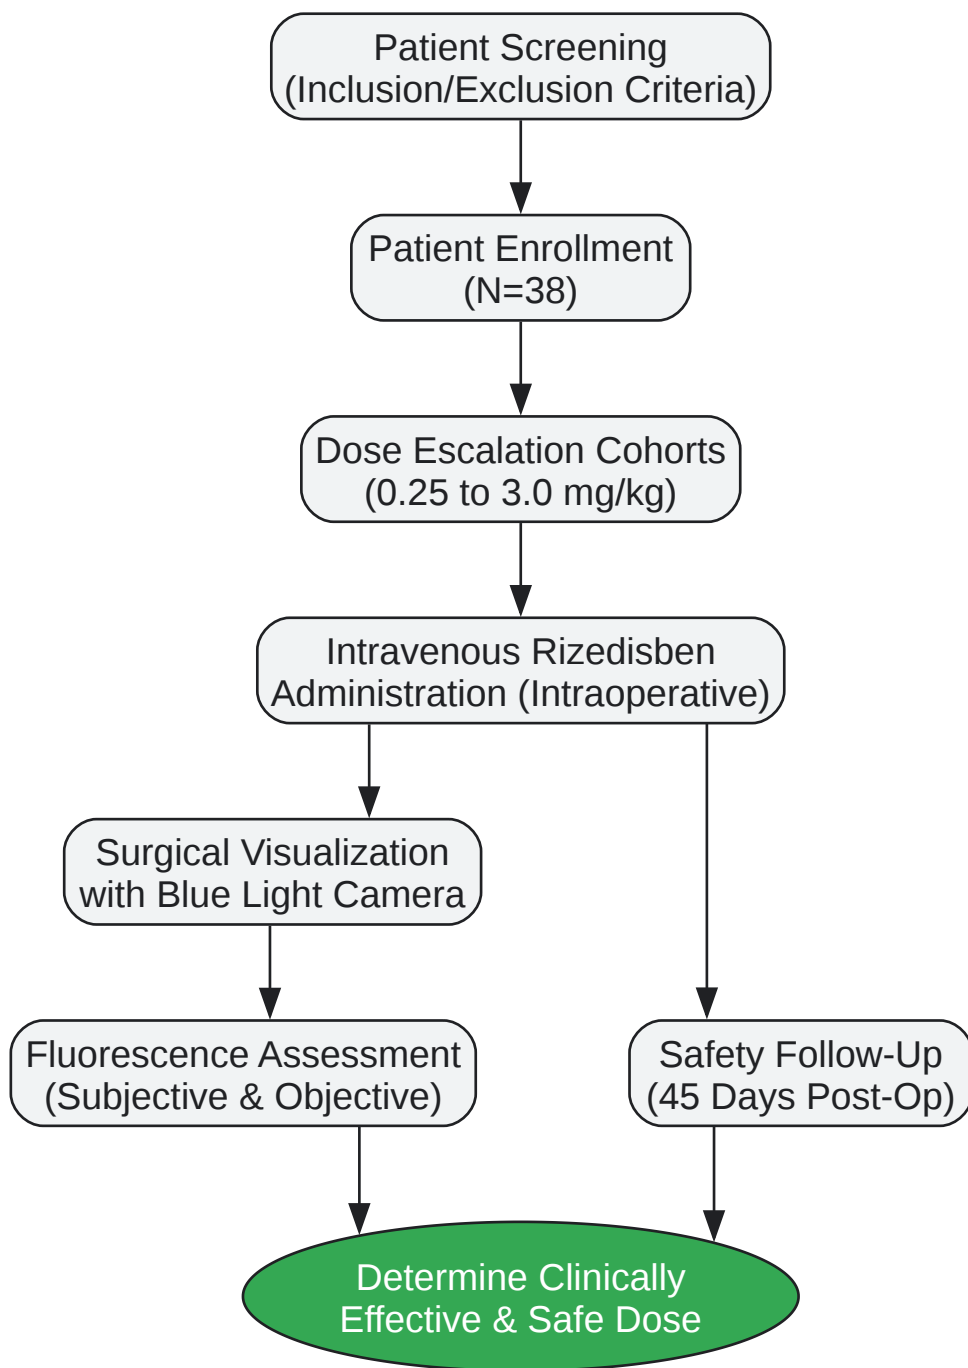 Patient Screening
(Inclusion/Exclusion Criteria)
Patient Enrollment
(N=38)
Dose Escalation Cohorts
(0.25 to 3.0 mg/kg)
Intravenous Rizedisben
Administration (Intraoperative)
Surgical Visualization
with Blue Light Camera
Fluorescence Assessment
(Subjective & Objective)
Safety Follow-Up
(45 Days Post-Op)
Determine Clinically
Effective & Safe Dose